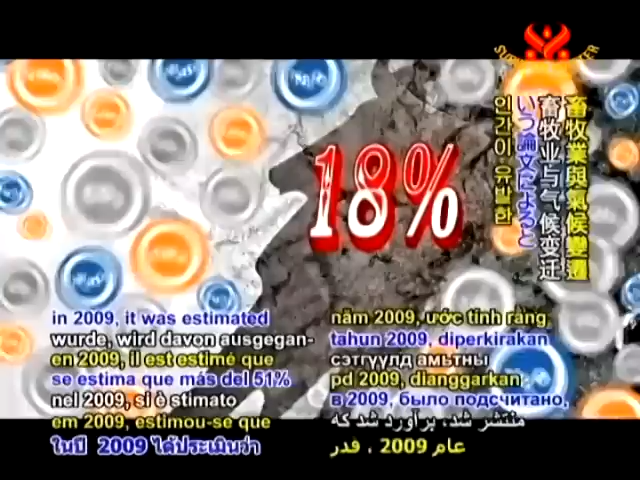 18%
畜牧業與氣候變遷
畜牧业与气候变迁
いう論文によると
인간이 유발한
in 2009, it was estimated
wurde, wird davon ausgegan-
en 2009, il est estimé que
se estima que más del 51%
nel 2009, si è stimato
em 2009, estimou-se que
ในปี 2009 ได้ประเมินว่า
năm 2009, ước tính rằng
tahun 2009, diperkirakan
сэтгүүлд амьтны
pd 2009, dianggarkan
в 2009, было подсчитано,
منتشر شد، برآورد شد که
عام 2009 ، قدر